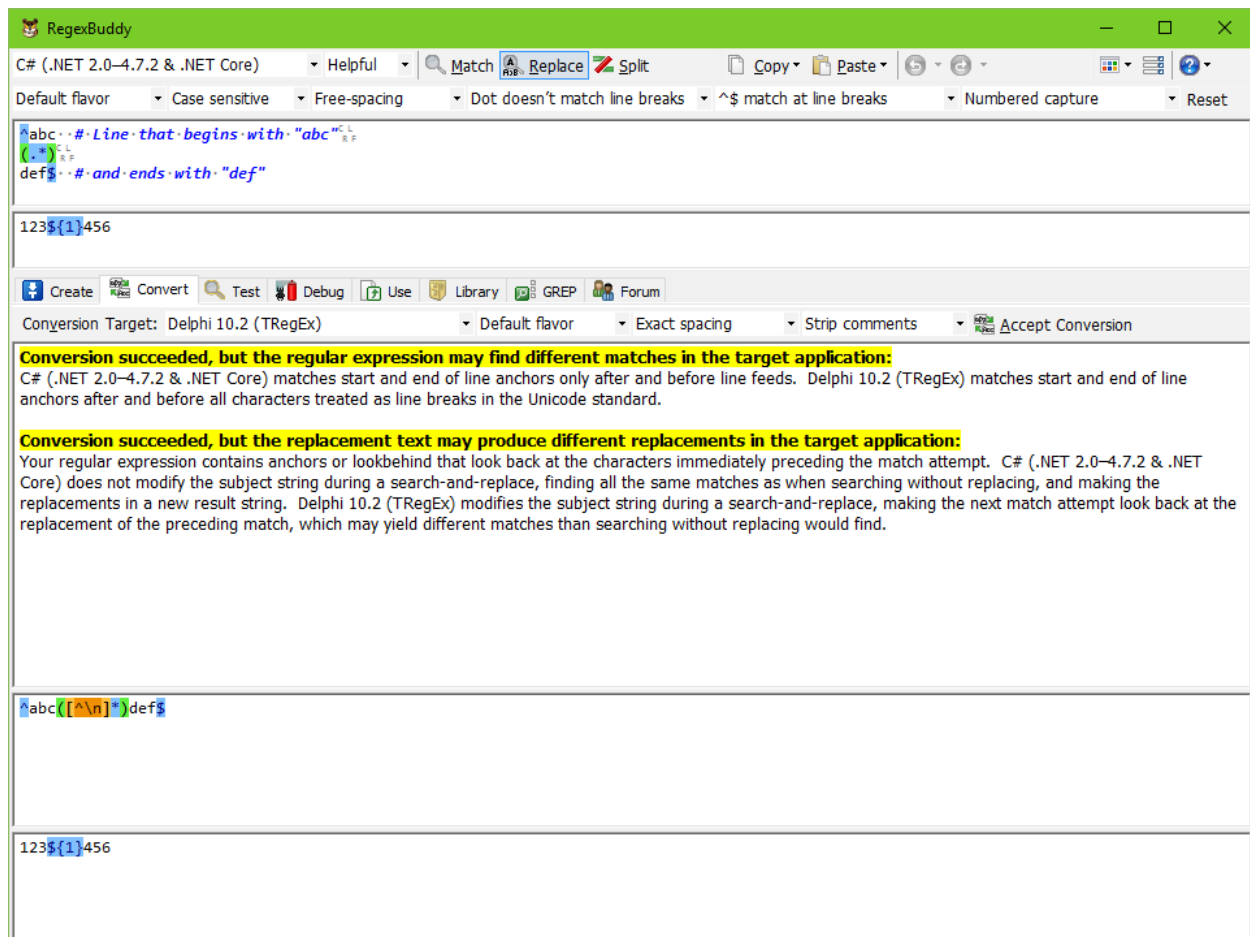 RegexBuddy
C# (.NET 2.0–4.7.2 & .NET Core) Helpful Match Replace Split Copy Paste
Default flavor Case sensitive Free-spacing Dot doesn't match line breaks ^$ match at line breaks Numbered capture Reset
^abc··#·Line·that·begins·with·"abc"CRLF
(.*)CRLF
def$··#·and·ends·with·"def"
123${1}456
Create Convert Test Debug Use Library GREP Forum
Conversion Target: Delphi 10.2 (TRegEx) Default flavor Exact spacing Strip comments Accept Conversion
Conversion succeeded, but the regular expression may find different matches in the target application:
C# (.NET 2.0–4.7.2 & .NET Core) matches start and end of line anchors only after and before line feeds. Delphi 10.2 (TRegEx) matches start and end of line
anchors after and before all characters treated as line breaks in the Unicode standard.
Conversion succeeded, but the replacement text may produce different replacements in the target application:
Your regular expression contains anchors or lookbehind that look back at the characters immediately preceding the match attempt. C# (.NET 2.0–4.7.2 & .NET
Core) does not modify the subject string during a search-and-replace, finding all the same matches as when searching without replacing, and making the
replacements in a new result string. Delphi 10.2 (TRegEx) modifies the subject string during a search-and-replace, making the next match attempt look back at the
replacement of the preceding match, which may yield different matches than searching without replacing would find.
^abc([^\n]*)def$
123${1}456